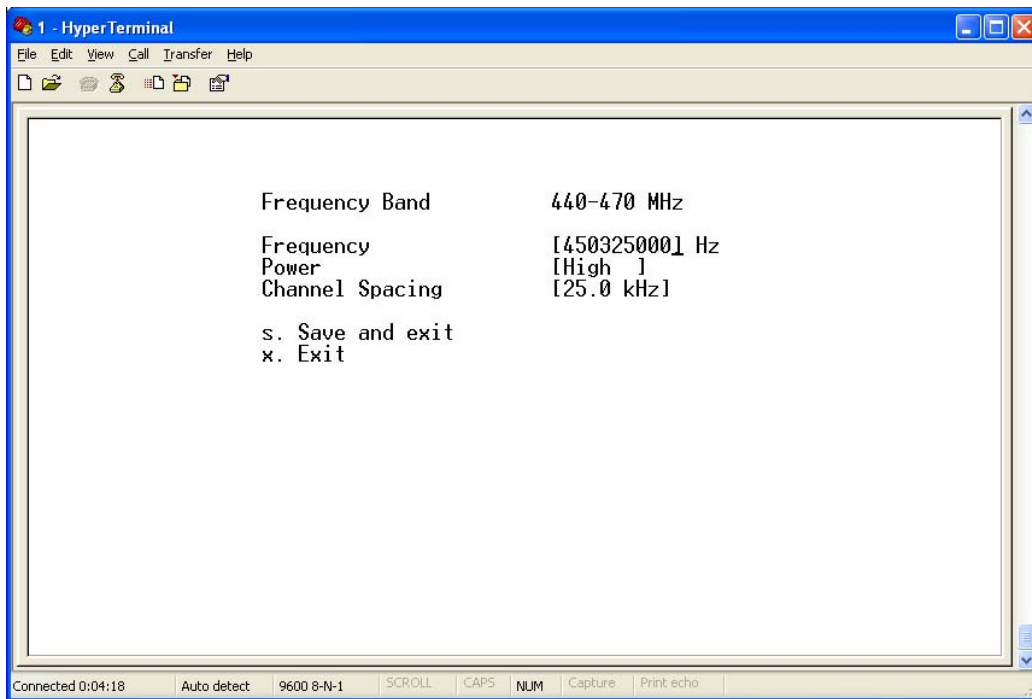 1 - HyperTerminal
File Edit View Call Transfer Help
Frequency Band 440-470 MHz
Frequency [450325000] Hz
Power [High ]
Channel Spacing [25.0 kHz]
s. Save and exit
x. Exit
Connected 0:04:18 Auto detect 9600 8-N-1 SCROLL CAPS NUM Capture Print echo